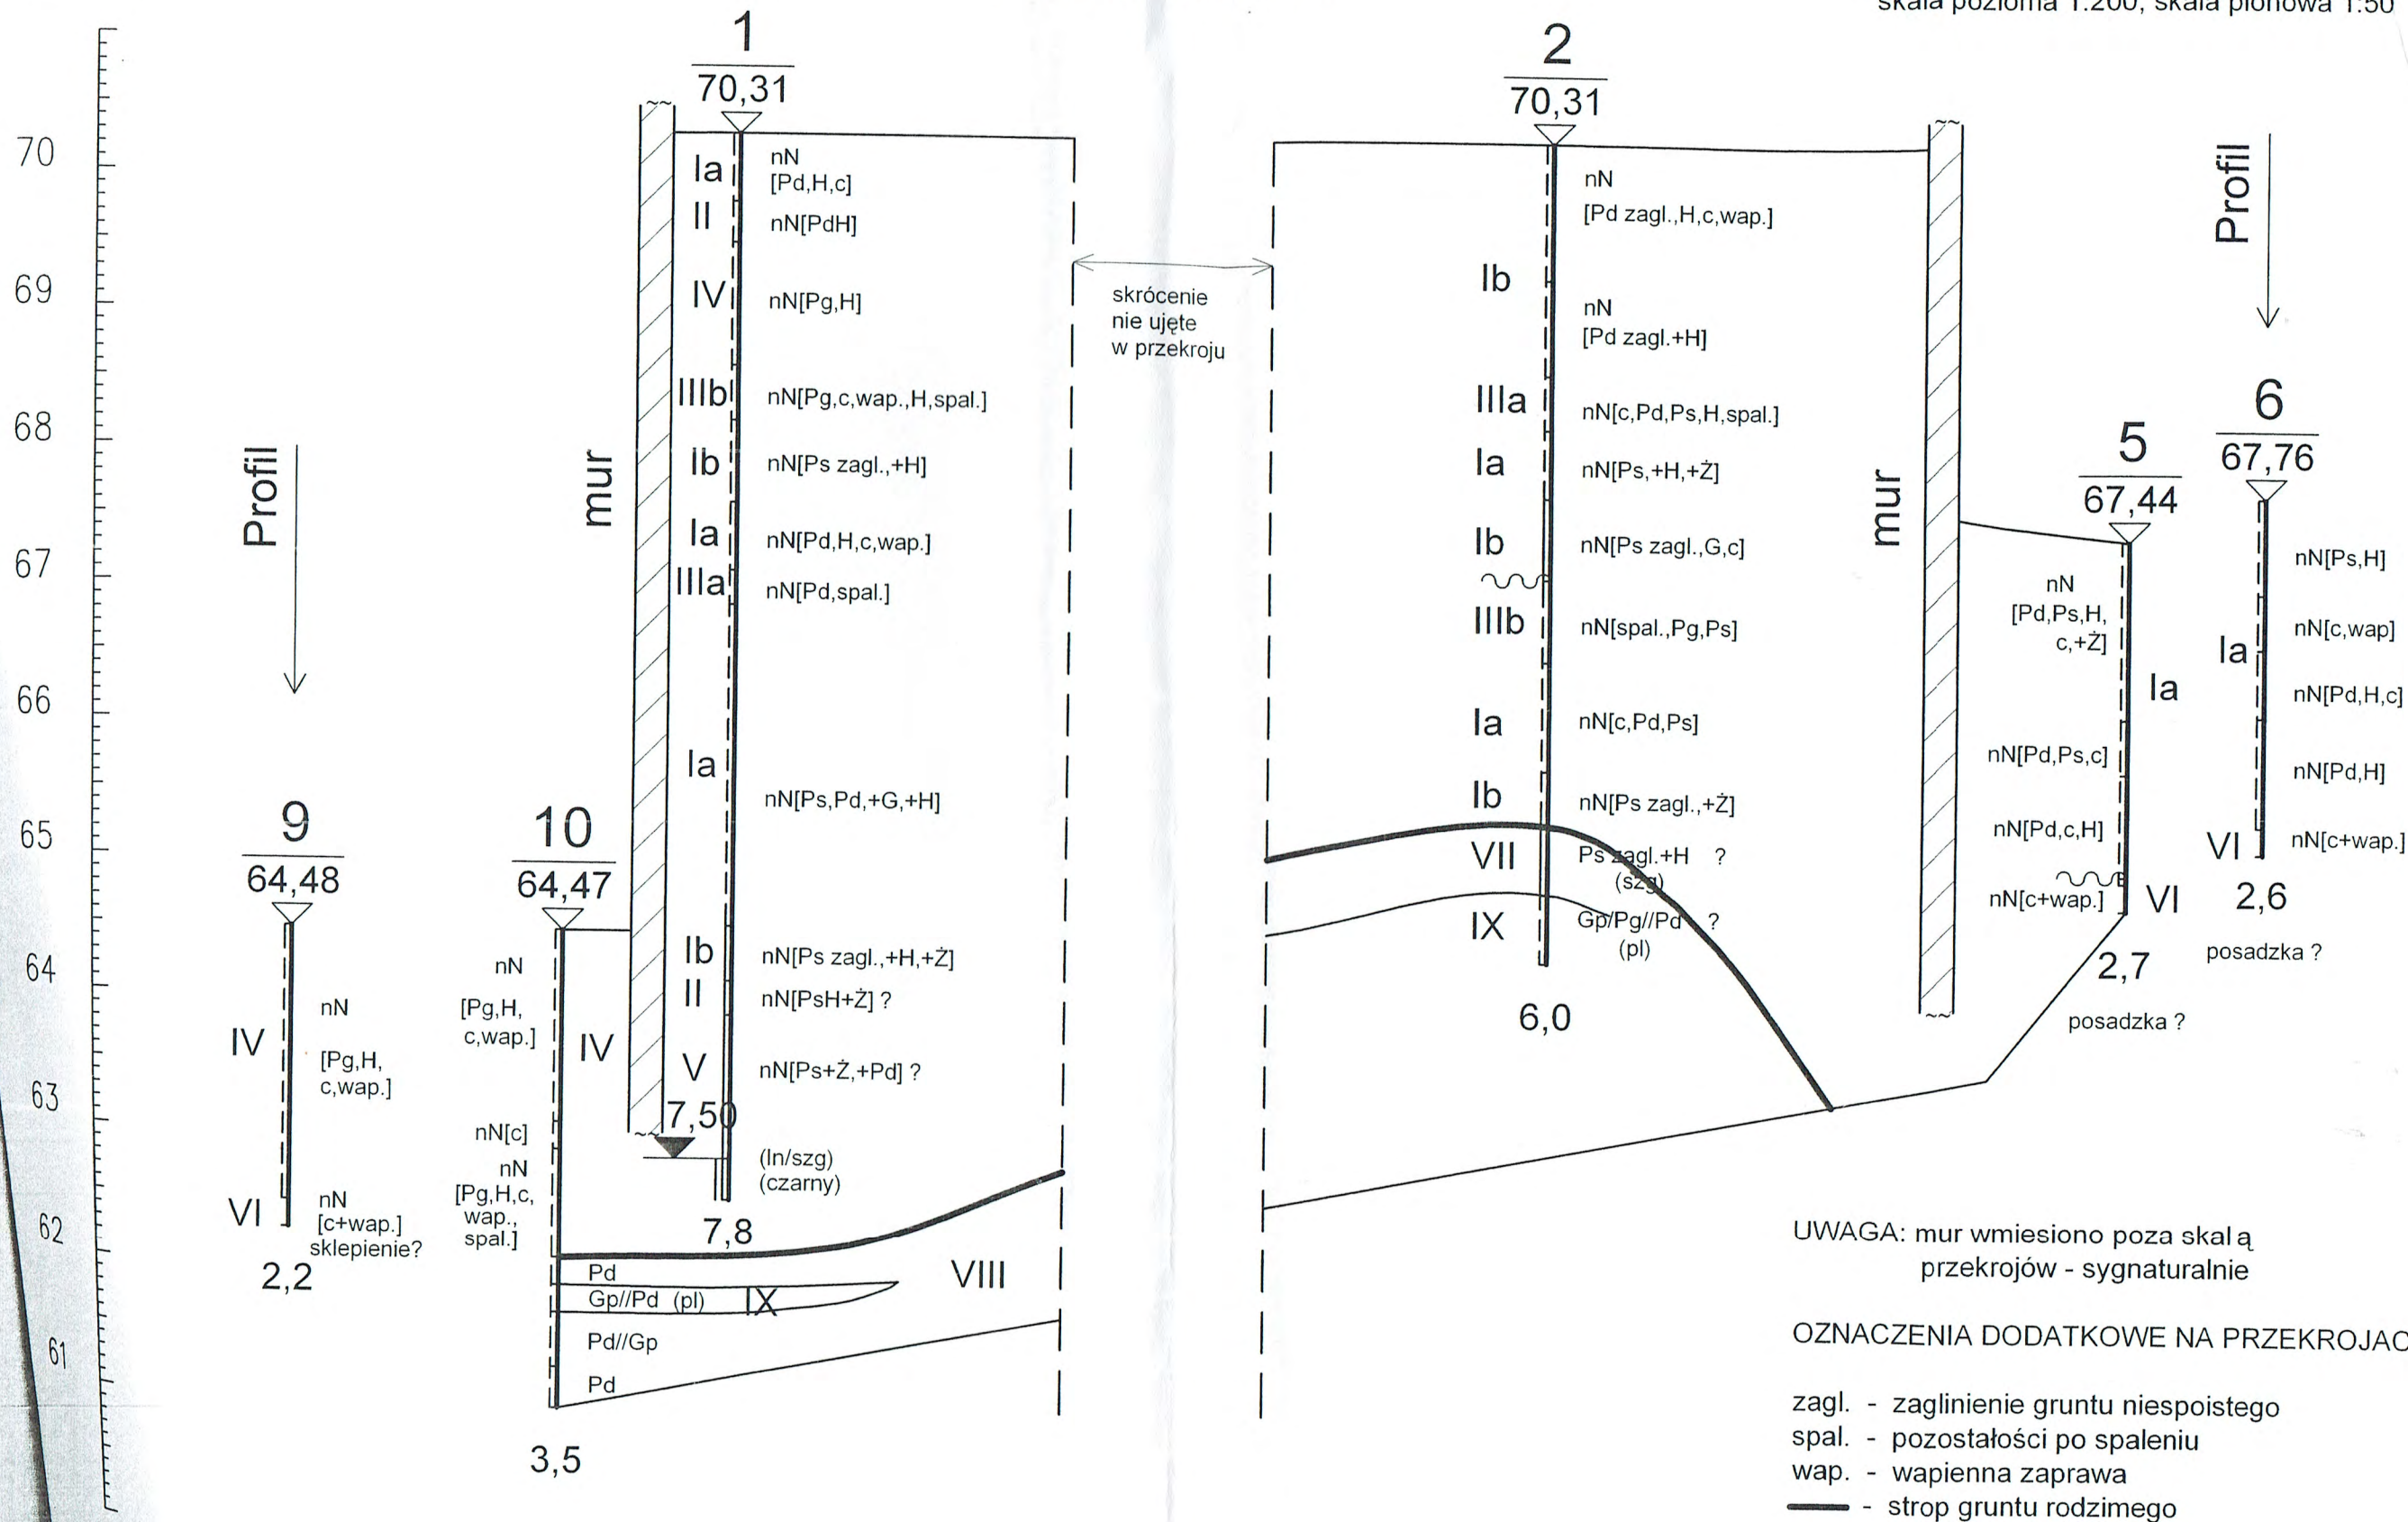 skala pozioma 1:200, skala pionowa 1:50
70
69
68
67
66
65
64
63
62
61
Profil
9
64,48
IV
nN
[Pg,H,
c,wap.]
VI
nN
[c+wap.]
sklepienie?
2,2
10
64,47
nN
[Pg,H,
c,wap.]
IV
nN[c]
nN
[Pg,H,c,
wap.,
spal.]
Pd
Gp//Pd (pl) IX
Pd//Gp
Pd
VIII
3,5
mur
1
70,31
Ia
nN
[Pd,H,c]
II nN[PdH]
IV nN[Pg,H]
IIIb nN[Pg,c,wap.,H,spal.]
Ib nN[Ps zagl.,+H]
Ia nN[Pd,H,c,wap.]
IIIa nN[Pd,spal.]
Ia
nN[Ps,Pd,+G,+H]
Ib nN[Ps zagl.,+H,+Ż]
II nN[PsH+Ż] ?
V nN[Ps+Ż,+Pd] ?
7,50
(ln/szg)
(czarny)
7,8
skrócenie
nie ujęte
w przekroju
2
70,31
nN
[Pd zagl.,H,c,wap.]
Ib
nN
[Pd zagl.+H]
IIIa nN[c,Pd,Ps,H,spal.]
Ia nN[Ps,+H,+Ż]
Ib nN[Ps zagl.,G,c]
IIIb nN[spal.,Pg,Ps]
Ia nN[c,Pd,Ps]
Ib nN[Ps zagl.,+Ż]
VII Ps zagl.+H ?
(szg)
IX Gp/Pg//Pd ?
(pl)
6,0
mur
5
67,44
nN
[Pd,Ps,H,
c,+Ż]
Ia
nN[Pd,Ps,c]
nN[Pd,c,H]
nN[c+wap.] VI
2,7
posadzka ?
Profil
6
67,76
nN[Ps,H]
nN[c,wap]
Ia
nN[Pd,H,c]
nN[Pd,H]
VI nN[c+wap.]
2,6
posadzka ?
UWAGA: mur wmiesiono poza skalą
przekrojów - sygnaturalnie
OZNACZENIA DODATKOWE NA PRZEKROJAC
zagl. - zaglinienie gruntu niespoistego
spal. - pozostałości po spaleniu
wap. - wapienna zaprawa
- strop gruntu rodzimego